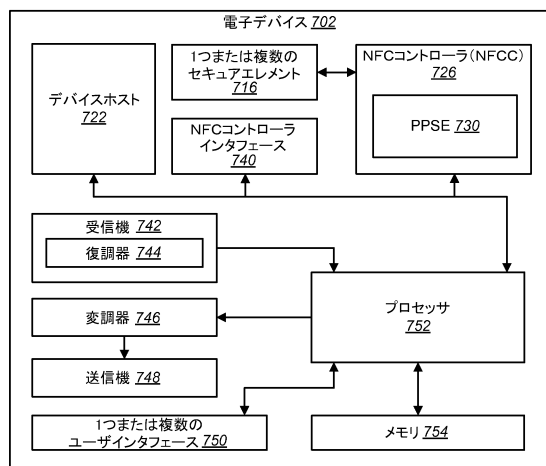 電子デバイス 702
デバイスホスト
722
1つまたは複数の
セキュアエレメント
716
NFCコントローラ(NFCC)
726
PPSE 730
NFCコントローラ
インタフェース
740
受信機 742
復調器 744
変調器 746
送信機 748
プロセッサ
752
1つまたは複数の
ユーザインタフェース 750
メモリ 754